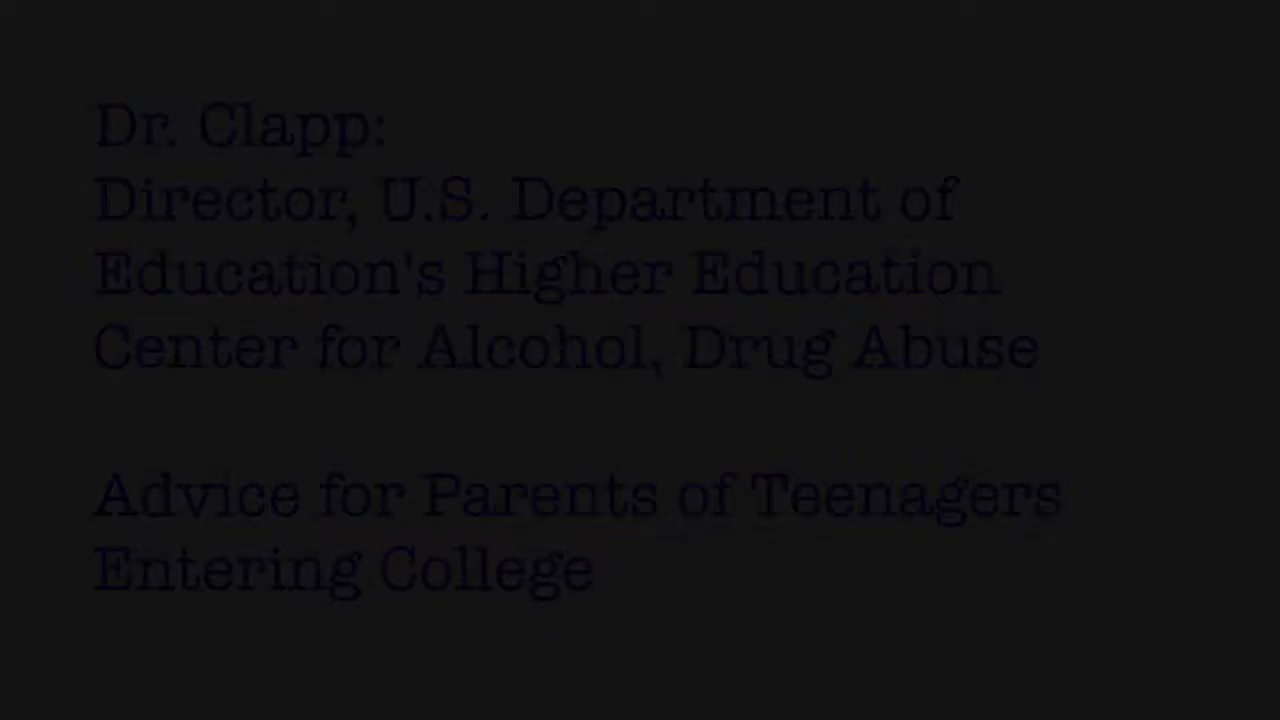 Dr. Clapp:
Director, U.S. Department of
Education's Higher Education
Center for Alcohol, Drug Abuse
Advice for Parents of Teenagers
Entering College